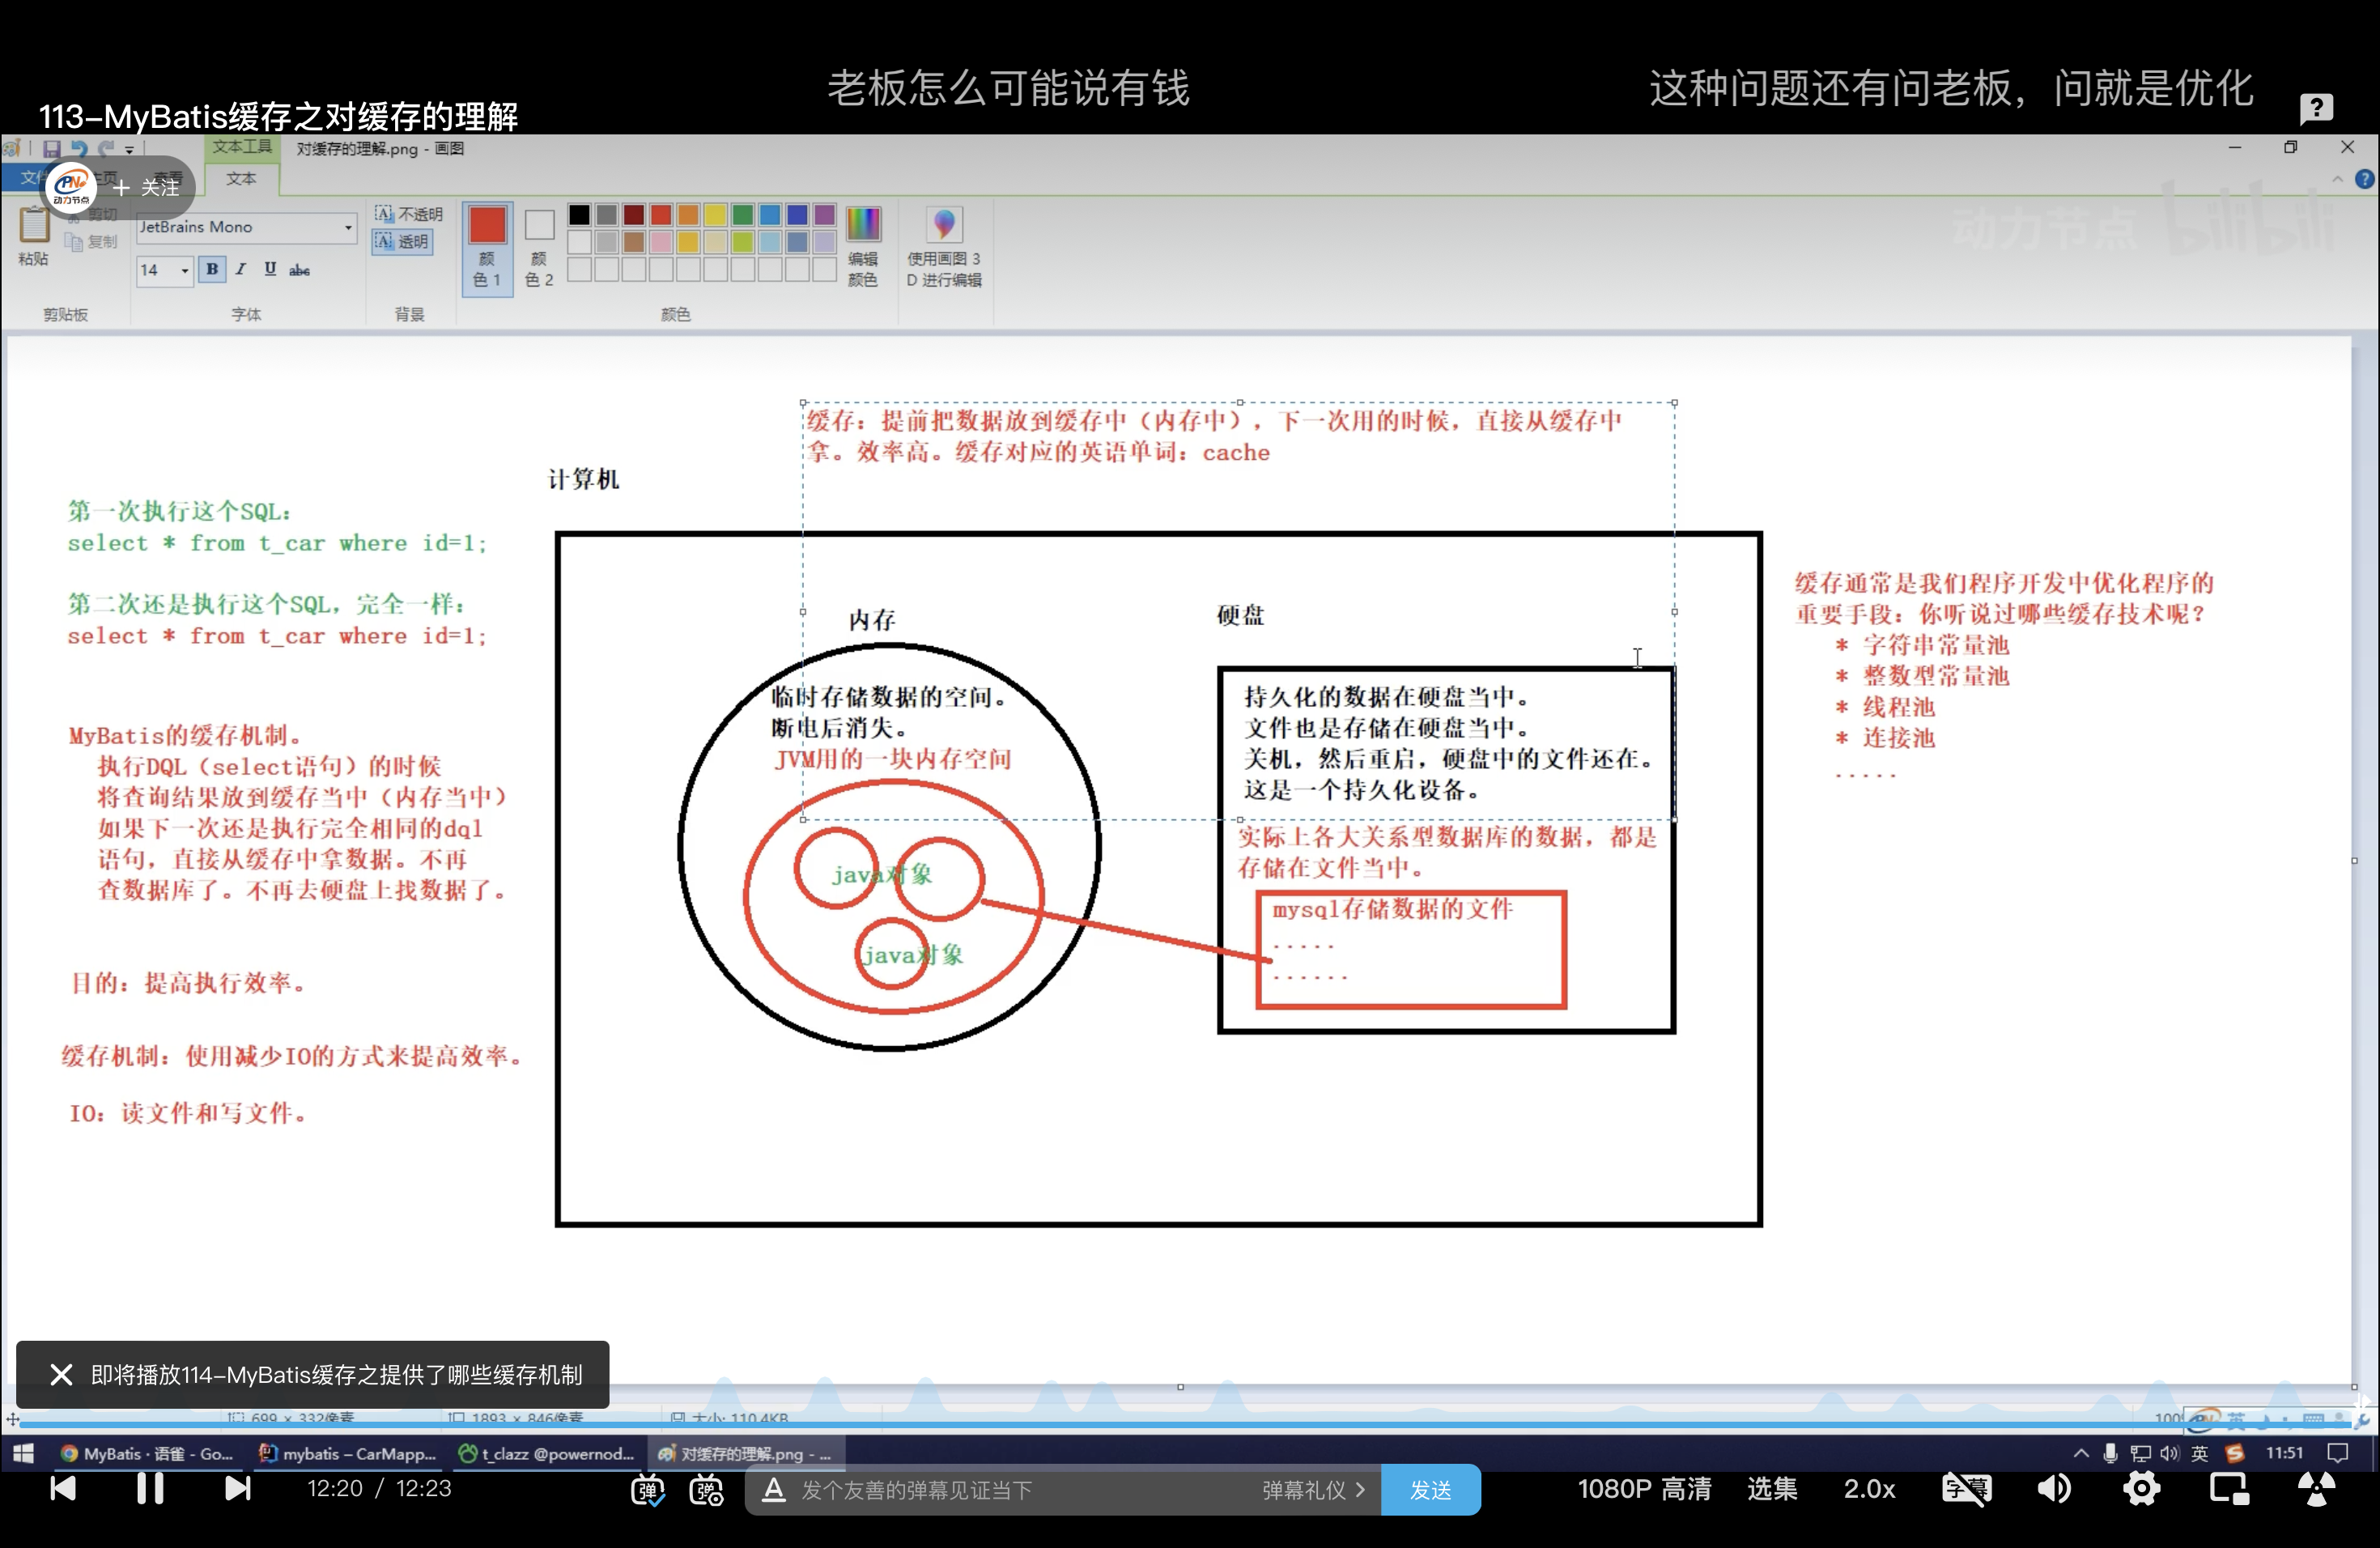 老板怎么可能说有钱
这种问题还有问老板，问就是优化
113-MyBatis缓存之对缓存的理解
文本工具
对缓存的理解.png - 画图
文件
主页
查看
文本
动力节点
+ 关注
动力节点 bilibili
粘贴
剪切
复制
JetBrains Mono
14
B I U abc
不透明
透明
颜色 1
颜色 2
编辑颜色
使用画图 3D 进行编辑
剪贴板
字体
背景
颜色
缓存：提前把数据放到缓存中（内存中），下一次用的时候，直接从缓存中
拿。效率高。缓存对应的英语单词：cache
计算机
第一次执行这个SQL：
select * from t_car where id=1;
第二次还是执行这个SQL，完全一样：
select * from t_car where id=1;
MyBatis的缓存机制。
执行DQL（select语句）的时候
将查询结果放到缓存当中（内存当中）
如果下一次还是执行完全相同的dql
语句，直接从缓存中拿数据。不再
查数据库了。不再去硬盘上找数据了。
目的：提高执行效率。
缓存机制：使用减少IO的方式来提高效率。
IO：读文件和写文件。
内存
临时存储数据的空间。
断电后消失。
JVM用的一块内存空间
java对象
java对象
硬盘
持久化的数据在硬盘当中。
文件也是存储在硬盘当中。
关机，然后重启，硬盘中的文件还在。
这是一个持久化设备。
实际上各大关系型数据库的数据，都是
存储在文件当中。
mysql存储数据的文件
.....
......
缓存通常是我们程序开发中优化程序的
重要手段：你听说过哪些缓存技术呢？
* 字符串常量池
* 整数型常量池
* 线程池
* 连接池
.....
即将播放114-MyBatis缓存之提供了哪些缓存机制
699 × 332像素
1893 × 846像素
大小: 110.4KB
100
英
MyBatis · 语雀 - Go...
mybatis – CarMapp...
t_clazz @powernod...
对缓存的理解.png - ...
英
11:51
12:20 / 12:23
弹
弹
发个友善的弹幕见证当下
弹幕礼仪 >
发送
1080P 高清
选集
2.0x
字幕